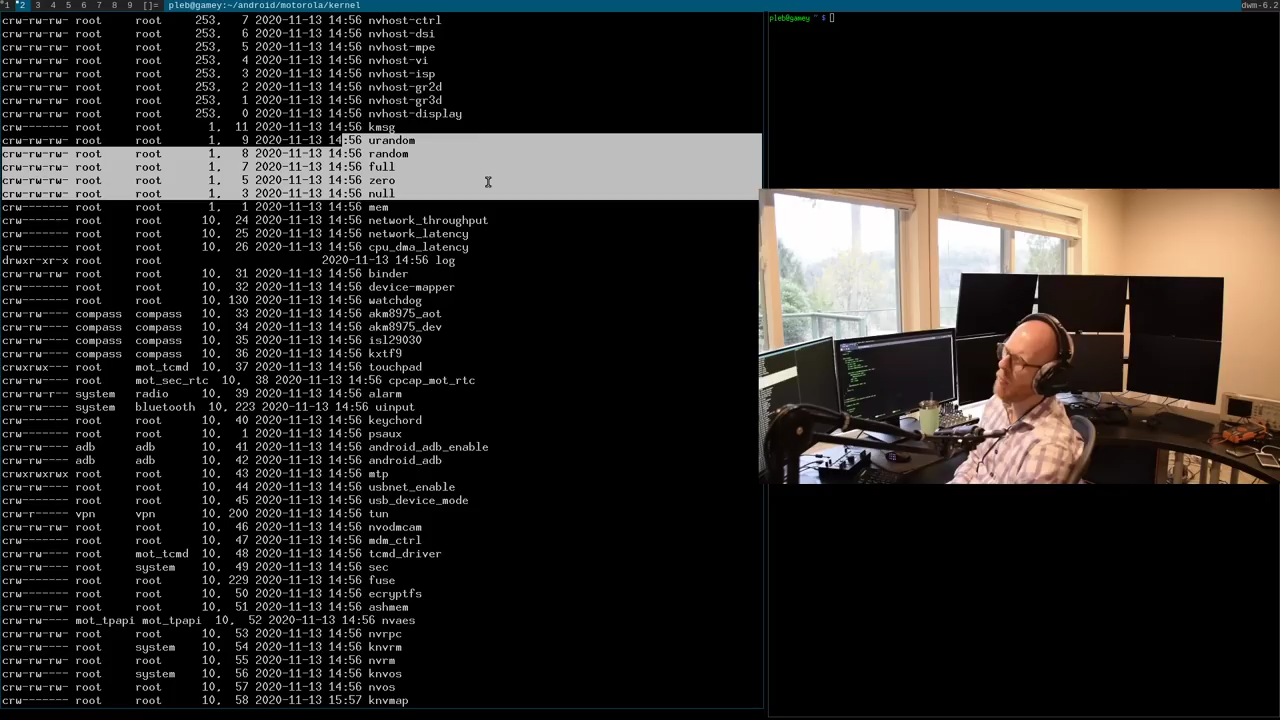 1 2 3 4 5 6 7 8 9 []= pleb@gamey:~/android/motorola/kernel dwm-6.2
crw-rw-rw- root root 253, 7 2020-11-13 14:56 nvhost-ctrl
crw-rw-rw- root root 253, 6 2020-11-13 14:56 nvhost-dsi
crw-rw-rw- root root 253, 5 2020-11-13 14:56 nvhost-mpe
crw-rw-rw- root root 253, 4 2020-11-13 14:56 nvhost-vi
crw-rw-rw- root root 253, 3 2020-11-13 14:56 nvhost-isp
crw-rw-rw- root root 253, 2 2020-11-13 14:56 nvhost-gr2d
crw-rw-rw- root root 253, 1 2020-11-13 14:56 nvhost-gr3d
crw-rw-rw- root root 253, 0 2020-11-13 14:56 nvhost-display
crw------- root root 1, 11 2020-11-13 14:56 kmsg
crw-rw-rw- root root 1, 9 2020-11-13 14:56 urandom
crw-rw-rw- root root 1, 8 2020-11-13 14:56 random
crw-rw-rw- root root 1, 7 2020-11-13 14:56 full
crw-rw-rw- root root 1, 5 2020-11-13 14:56 zero
crw-rw-rw- root root 1, 3 2020-11-13 14:56 null
crw------- root root 1, 1 2020-11-13 14:56 mem
crw------- root root 10, 24 2020-11-13 14:56 network_throughput
crw------- root root 10, 25 2020-11-13 14:56 network_latency
crw------- root root 10, 26 2020-11-13 14:56 cpu_dma_latency
drwxr-xr-x root root 2020-11-13 14:56 log
crw-rw-rw- root root 10, 31 2020-11-13 14:56 binder
crw------- root root 10, 32 2020-11-13 14:56 device-mapper
crw------- root root 10, 130 2020-11-13 14:56 watchdog
crw-rw---- compass compass 10, 33 2020-11-13 14:56 akm8975_aot
crw-rw---- compass compass 10, 34 2020-11-13 14:56 akm8975_dev
crw-rw---- compass compass 10, 35 2020-11-13 14:56 isl29030
crw-rw---- compass compass 10, 36 2020-11-13 14:56 kxtf9
crwxrwx--- root mot_tcmd 10, 37 2020-11-13 14:56 touchpad
crw-rw---- root mot_sec_rtc 10, 38 2020-11-13 14:56 cpcap_mot_rtc
crw-rw-r-- system radio 10, 39 2020-11-13 14:56 alarm
crw-rw---- system bluetooth 10, 223 2020-11-13 14:56 uinput
crw------- root root 10, 40 2020-11-13 14:56 keychord
crw------- root root 10, 1 2020-11-13 14:56 psaux
crw-rw---- adb adb 10, 41 2020-11-13 14:56 android_adb_enable
crw-rw---- adb adb 10, 42 2020-11-13 14:56 android_adb
crwxrwxrwx root root 10, 43 2020-11-13 14:56 mtp
crw------- root root 10, 44 2020-11-13 14:56 usbnet_enable
crw------- root root 10, 45 2020-11-13 14:56 usb_device_mode
crw-r----- vpn vpn 10, 200 2020-11-13 14:56 tun
crw-rw-rw- root root 10, 46 2020-11-13 14:56 nvodmcam
crw------- root root 10, 47 2020-11-13 14:56 mdm_ctrl
crw-rw---- root mot_tcmd 10, 48 2020-11-13 14:56 tcmd_driver
crw-rw---- root system 10, 49 2020-11-13 14:56 sec
crw------- root root 10, 229 2020-11-13 14:56 fuse
crw------- root root 10, 50 2020-11-13 14:56 ecryptfs
crw-rw-rw- root root 10, 51 2020-11-13 14:56 ashmem
crw-rw---- mot_tpapi mot_tpapi 10, 52 2020-11-13 14:56 nvaes
crw-rw-rw- root root 10, 53 2020-11-13 14:56 nvrpc
crw-rw---- root system 10, 54 2020-11-13 14:56 knvrm
crw-rw-rw- root root 10, 55 2020-11-13 14:56 nvrm
crw-rw---- root system 10, 56 2020-11-13 14:56 knvos
crw-rw-rw- root root 10, 57 2020-11-13 14:56 nvos
crw-rw-rw- root root 10, 58 2020-11-13 15:57 knvmap
pleb@gamey ~ $